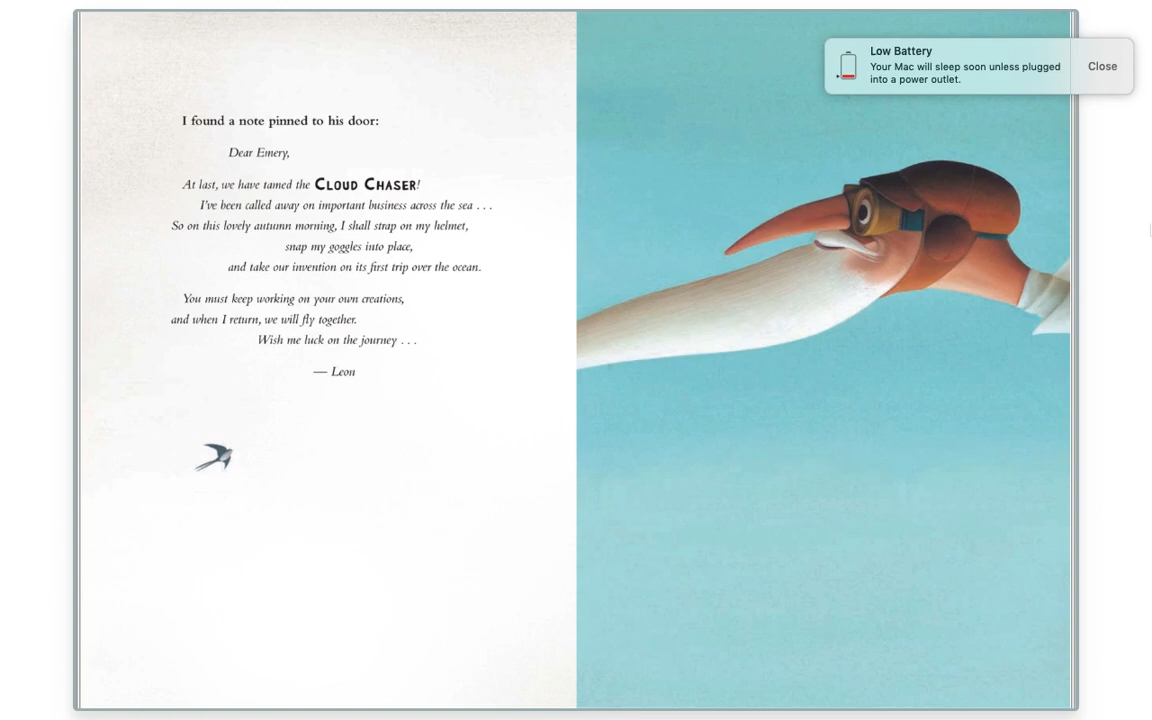 I found a note pinned to his door:
Dear Emery,
At last, we have tamed the CLOUD CHASER!
I've been called away on important business across the sea . . .
So on this lovely autumn morning, I shall strap on my helmet,
snap my goggles into place,
and take our invention on its first trip over the ocean.
You must keep working on your own creations,
and when I return, we will fly together.
Wish me luck on the journey . . .
— Leon
Low Battery
Your Mac will sleep soon unless plugged
into a power outlet.
Close